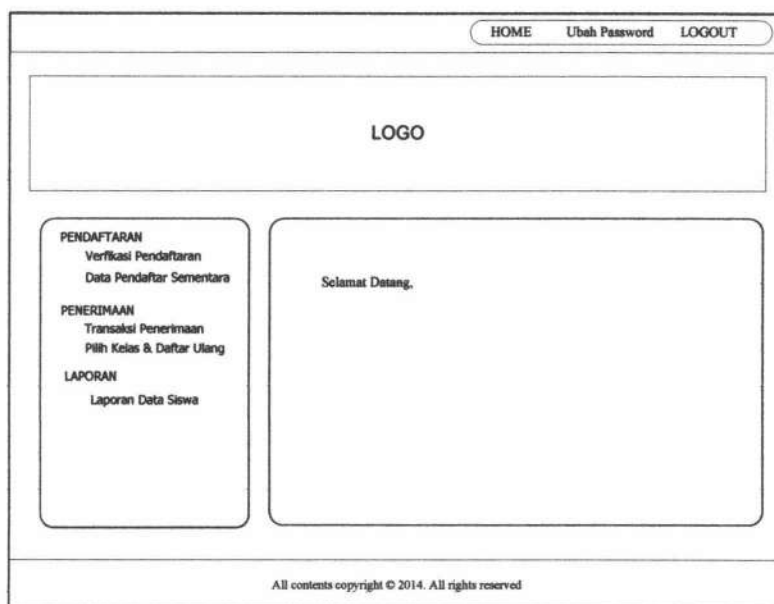 HOME Ubah Password LOGOUT
LOGO
PENDAFTARAN
Verfikasi Pendaftaran
Data Pendaftar Sementara
PENERIMAAN
Transaksi Penerimaan
Pilih Kelas & Daftar Ulang
LAPORAN
Laporan Data Siswa
Selamat Datang,
All contents copyright © 2014. All rights reserved